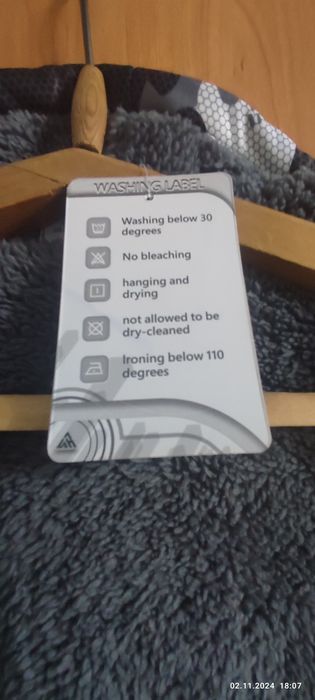 WASHING LABEL
Washing below 30
degrees
No bleaching
hanging and
drying
not allowed to be
dry-cleaned
Ironing below 110
degrees
02.11.2024 18:07